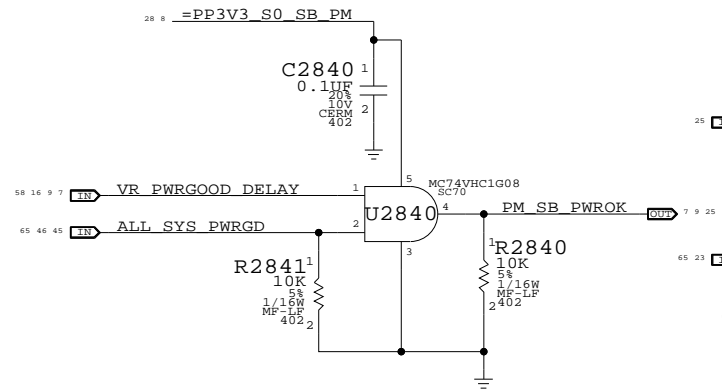 28 8 =PP3V3_S0_SB_PM
C2840 1
0.1UF
20%
10V 2
CERM
402
25
5
MC74VHC1G08
SC70
58 16 9 7 IN VR_PWRGOOD_DELAY 1
U2840 4 PM_SB_PWROK OUT 7 9 25
65 46 45 IN ALL_SYS_PWRGD 2
3
R2841 1
10K
5%
1/16W
MF-LF
402 2
1 R2840
10K
5%
1/16W
MF-LF
2 402
65 23